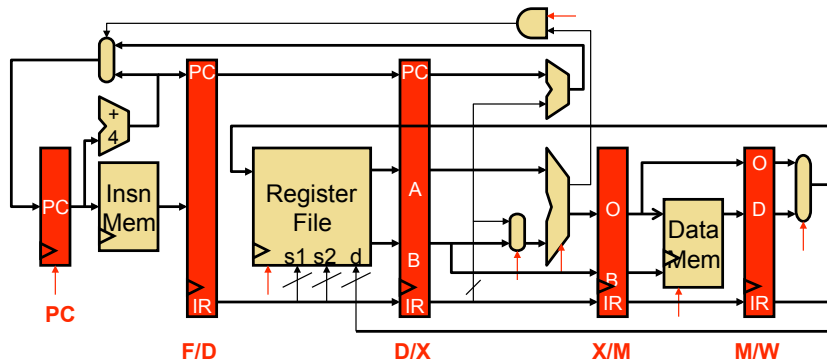 PC
PC
+
4
PC
Insn
Mem
Register
File
A
B
s1 s2 d
O
B
Data
Mem
O
D
IR
IR
IR
IR
PC
F/D
D/X
X/M
M/W